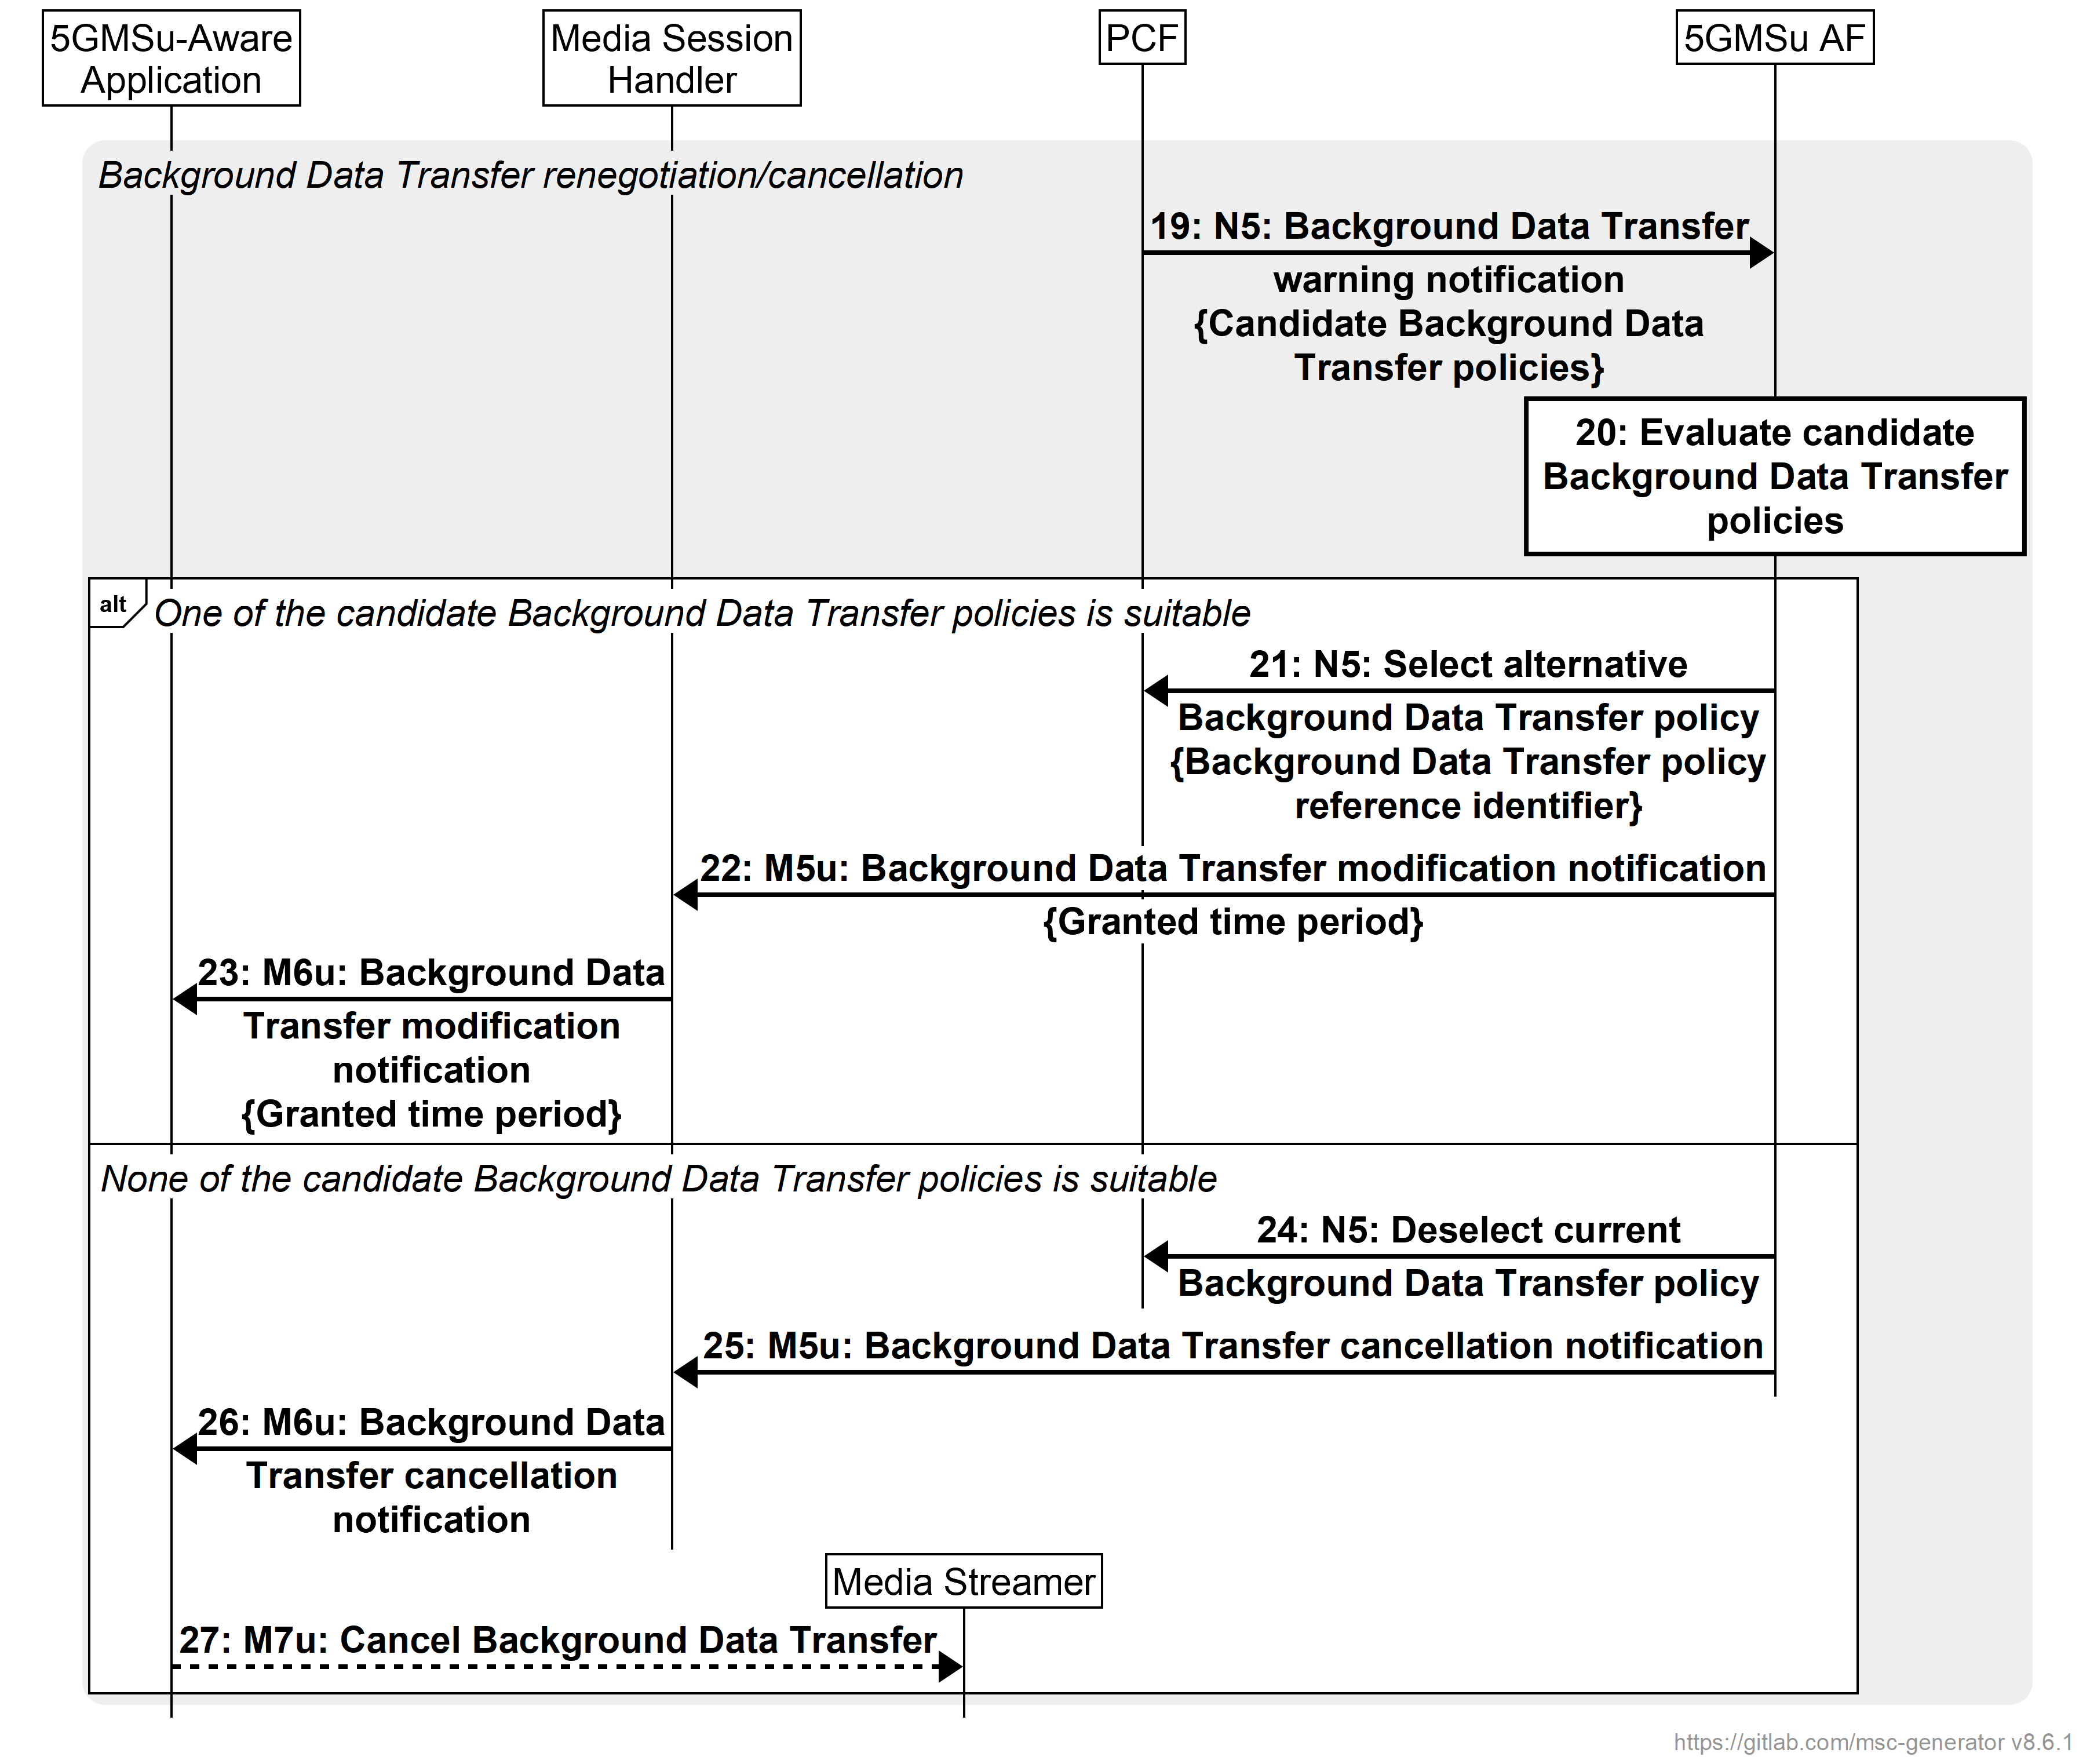 5GMSu-Aware
Application
Media Session
Handler
PCF
5GMSu AF
Background Data Transfer renegotiation/cancellation
19: N5: Background Data Transfer
warning notification
{Candidate Background Data
Transfer policies}
20: Evaluate candidate
Background Data Transfer
policies
alt
One of the candidate Background Data Transfer policies is suitable
21: N5: Select alternative
Background Data Transfer policy
{Background Data Transfer policy
reference identifier}
22: M5u: Background Data Transfer modification notification
{Granted time period}
23: M6u: Background Data
Transfer modification
notification
{Granted time period}
None of the candidate Background Data Transfer policies is suitable
24: N5: Deselect current
Background Data Transfer policy
25: M5u: Background Data Transfer cancellation notification
26: M6u: Background Data
Transfer cancellation
notification
Media Streamer
27: M7u: Cancel Background Data Transfer
https://gitlab.com/msc-generator v8.6.1